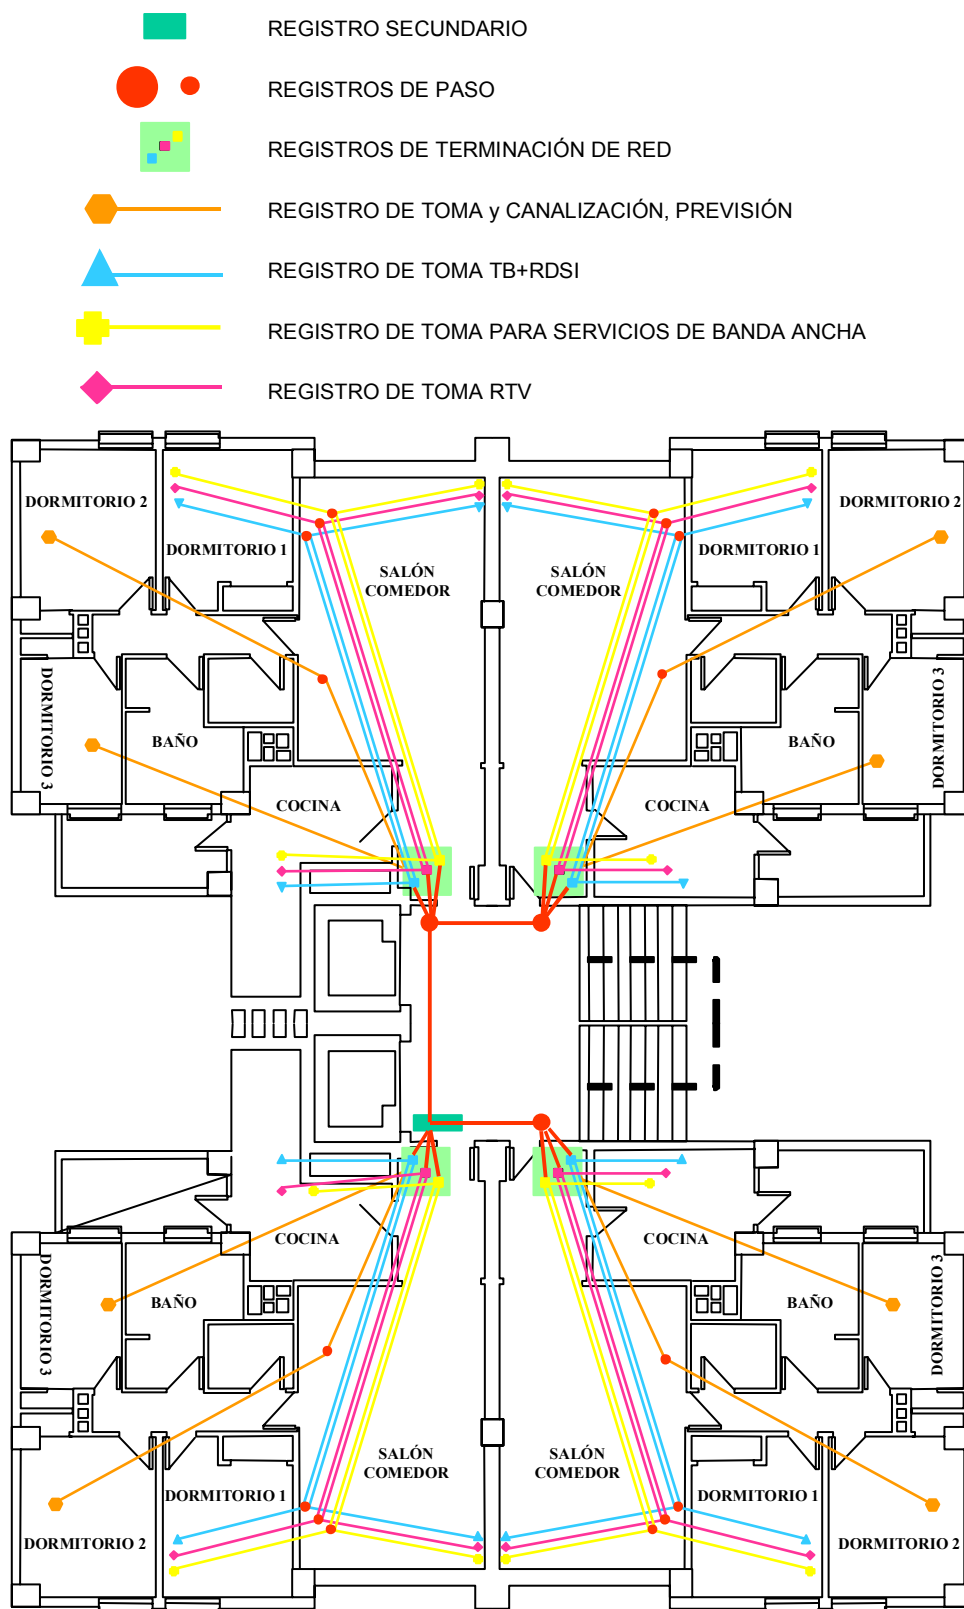 REGISTRO SECUNDARIO
REGISTROS DE PASO
REGISTROS DE TERMINACIÓN DE RED
REGISTRO DE TOMA y CANALIZACIÓN, PREVISIÓN
REGISTRO DE TOMA TB+RDSI
REGISTRO DE TOMA PARA SERVICIOS DE BANDA ANCHA
REGISTRO DE TOMA RTV
DORMITORIO 2
DORMITORIO 1
SALÓN
COMEDOR
SALÓN
COMEDOR
DORMITORIO 1
DORMITORIO 2
DORMITORIO 3
BAÑO
COCINA
COCINA
BAÑO
DORMITORIO 3
DORMITORIO 3
BAÑO
COCINA
COCINA
BAÑO
DORMITORIO 3
DORMITORIO 2
DORMITORIO 1
SALÓN
COMEDOR
SALÓN
COMEDOR
DORMITORIO 1
DORMITORIO 2